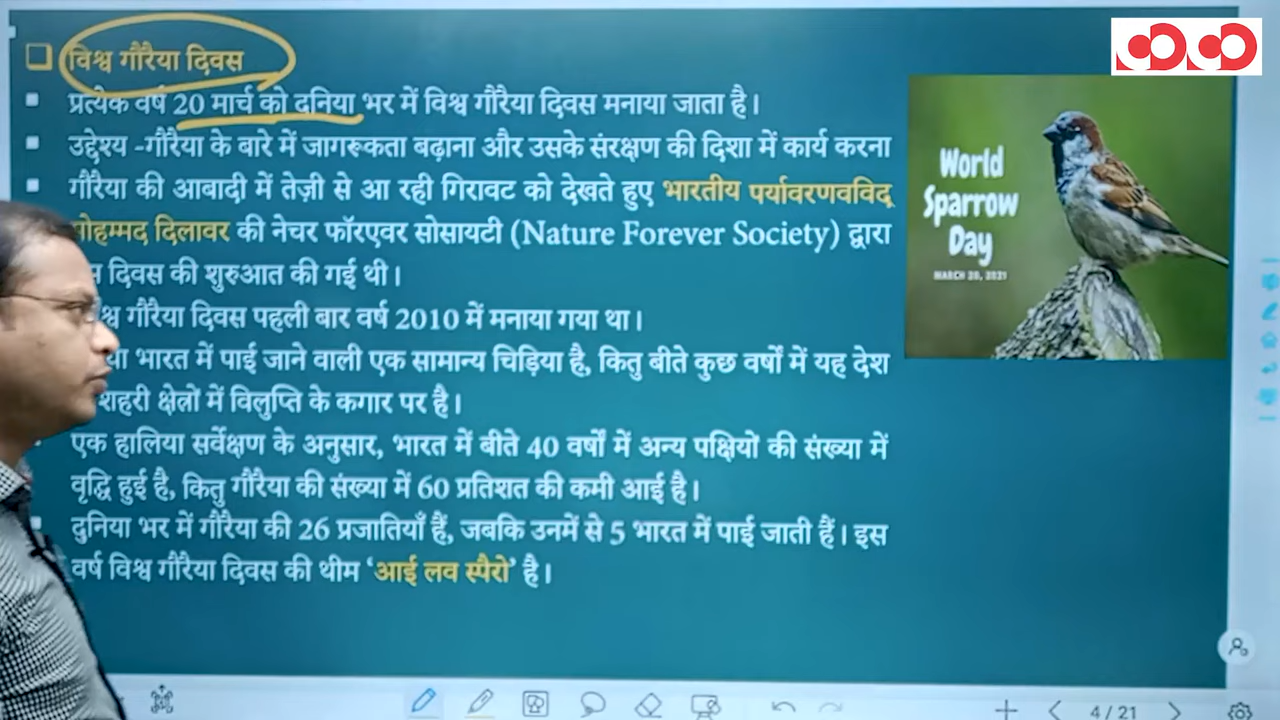 विश्व गौरैया दिवस
प्रत्येक वर्ष 20 मार्च को दुनिया भर में विश्व गौरैया दिवस मनाया जाता है।
उद्देश्य -गौरैया के बारे में जागरूकता बढ़ाना और उसके संरक्षण की दिशा में कार्य करना
गौरैया की आबादी में तेज़ी से आ रही गिरावट को देखते हुए भारतीय पर्यावरणवविद्
मोहम्मद दिलावर की नेचर फॉरएवर सोसायटी (Nature Forever Society) द्वारा
दिवस की शुरुआत की गई थी।
गौरैया दिवस पहली बार वर्ष 2010 में मनाया गया था।
भारत में पाई जाने वाली एक सामान्य चिड़िया है, किंतु बीते कुछ वर्षों में यह देश
शहरी क्षेत्रों में विलुप्ति के कगार पर है।
एक हालिया सर्वेक्षण के अनुसार, भारत में बीते 40 वर्षों में अन्य पक्षियों की संख्या में
वृद्धि हुई है, किंतु गौरैया की संख्या में 60 प्रतिशत की कमी आई है।
दुनिया भर में गौरैया की 26 प्रजातियाँ हैं, जबकि उनमें से 5 भारत में पाई जाती हैं। इस
वर्ष विश्व गौरैया दिवस की थीम ‘आई लव स्पैरो’ है।
World
Sparrow
Day
MARCH 20, 2021
4 / 21